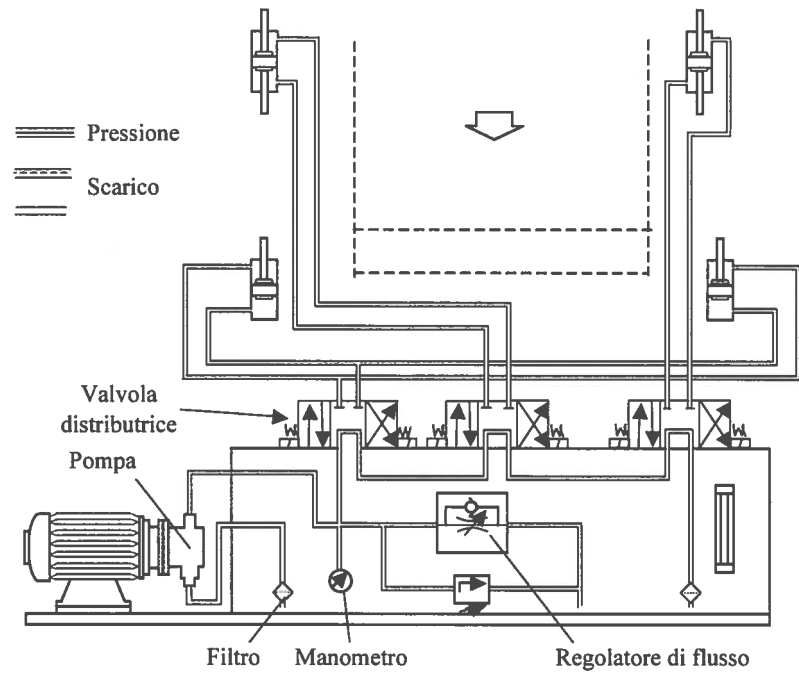 Pressione
Scarico
Valvola
distributrice
Pompa
Filtro
Manometro
Regolatore di flusso